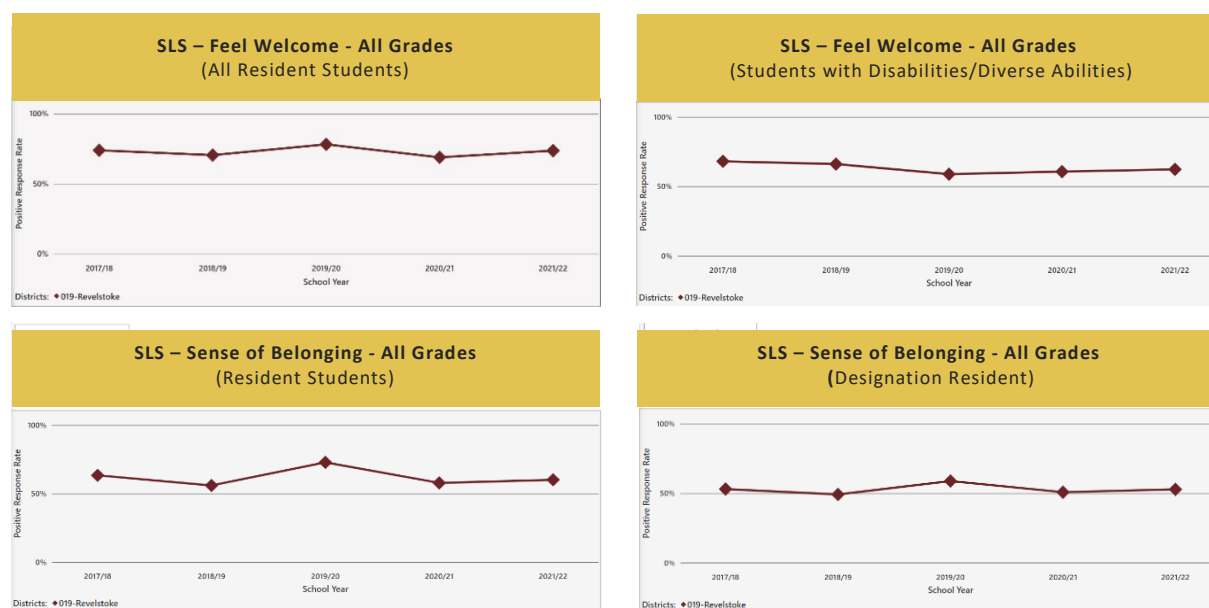 SLS – Feel Welcome - All Grades
(All Resident Students)
100%
Positive Response Rate
50%
0%
2017/18 2018/19 2019/20 2020/21 2021/22
School Year
Districts: 019-Revelstoke
SLS – Feel Welcome - All Grades
(Students with Disabilities/Diverse Abilities)
100%
Positive Response Rate
50%
0%
2017/18 2018/19 2019/20 2020/21 2021/22
School Year
Districts: 019-Revelstoke
SLS – Sense of Belonging - All Grades
(Resident Students)
100%
Positive Response Rate
50%
0%
2017/18 2018/19 2019/20 2020/21 2021/22
School Year
Districts: 019-Revelstoke
SLS – Sense of Belonging - All Grades
(Designation Resident)
100%
Positive Response Rate
50%
0%
2017/18 2018/19 2019/20 2020/21 2021/22
School Year
Districts: 019-Revelstoke